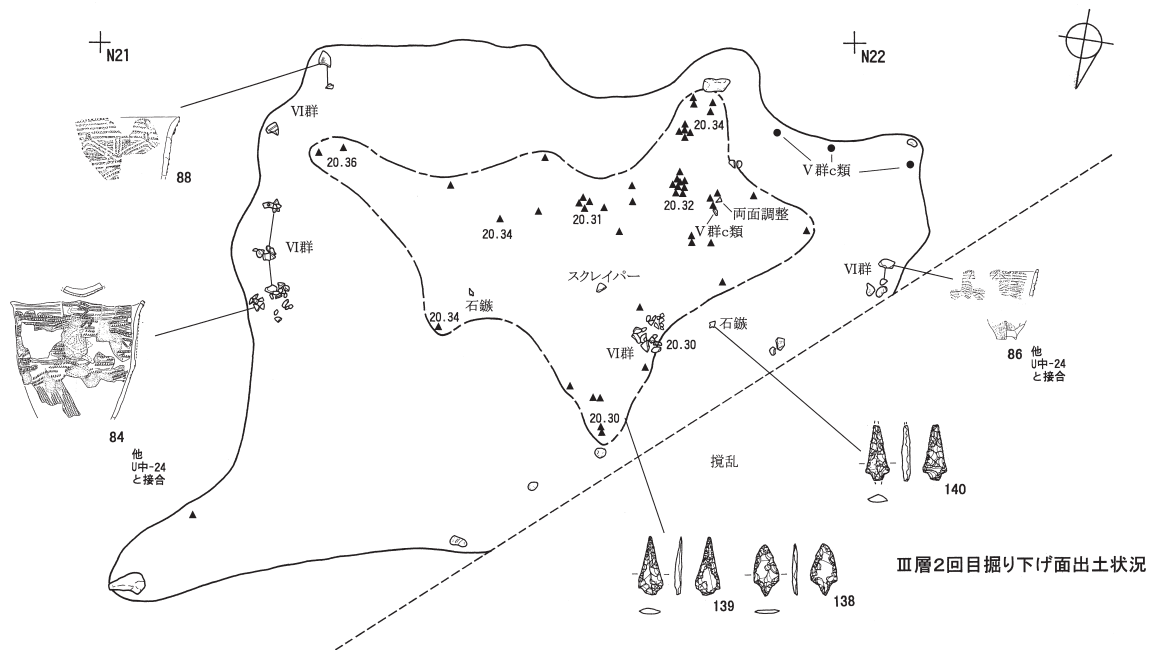 N21
N22
88
Ⅵ群
20.36
20.34
Ⅴ群c類
20.31
20.32
両面調整
Ⅴ群c類
20.34
Ⅵ群
スクレイパー
Ⅵ群
石鏃
20.34
石鏃
Ⅵ群
20.30
84
他
U中-24
と接合
86
他
U中-24
と接合
20.30
撹乱
140
139
138
Ⅲ層2回目掘り下げ面出土状況